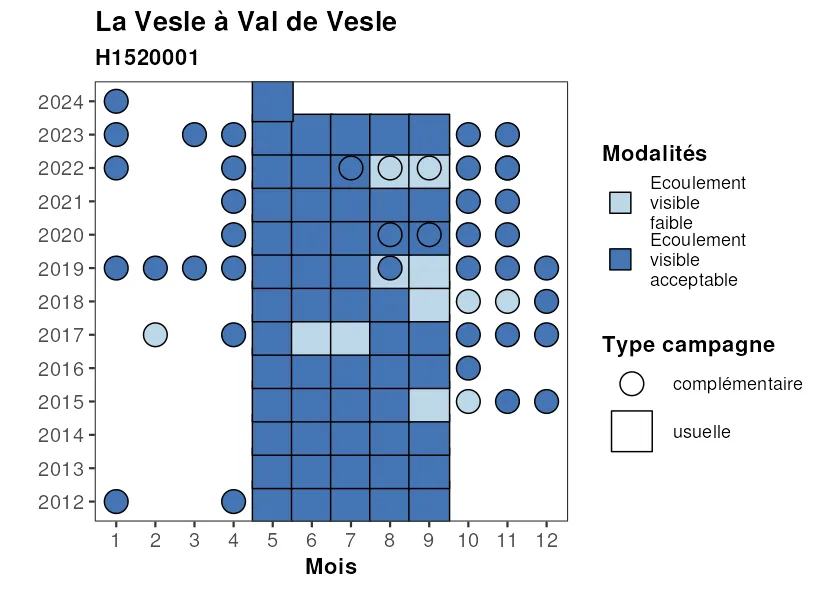 La Vesle à Val de Vesle
H1520001
2024
2023
2022
2021
2020
2019
2018
2017
2016
2015
2014
2013
2012
1 2 3 4 5 6 7 8 9 10 11 12
Mois
Modalités
Ecoulement
visible
faible
Ecoulement
visible
acceptable
Type campagne
complémentaire
usuelle